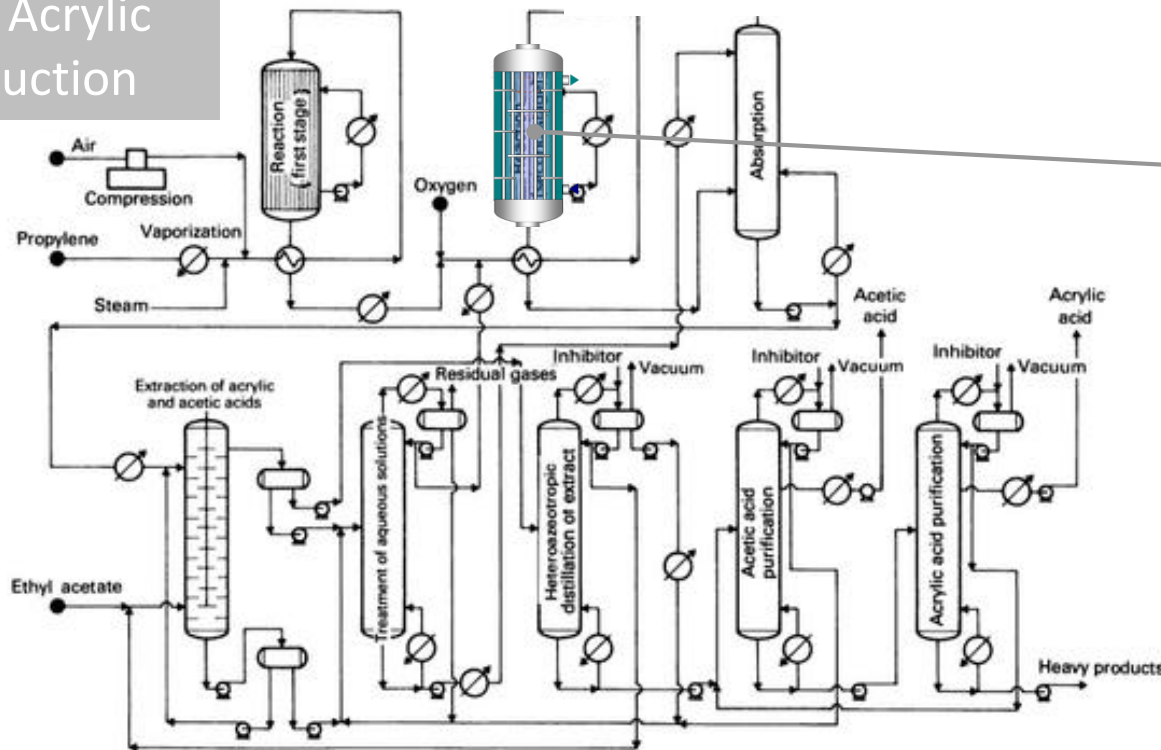 Acrylic
uction
Air
Compression
Propylene
Vaporization
Steam
Reaction
(first stage)
Oxygen
Absorption
Acetic
acid
Acrylic
acid
Extraction of acrylic
and acetic acids
Residual gases
Inhibitor
Vacuum
Inhibitor
Vacuum
Inhibitor
Vacuum
Treatment of aqueous solutions
Heteroazeotropic
distillation of extract
Acetic acid
purification
Acrylic acid purification
Ethyl acetate
Heavy products